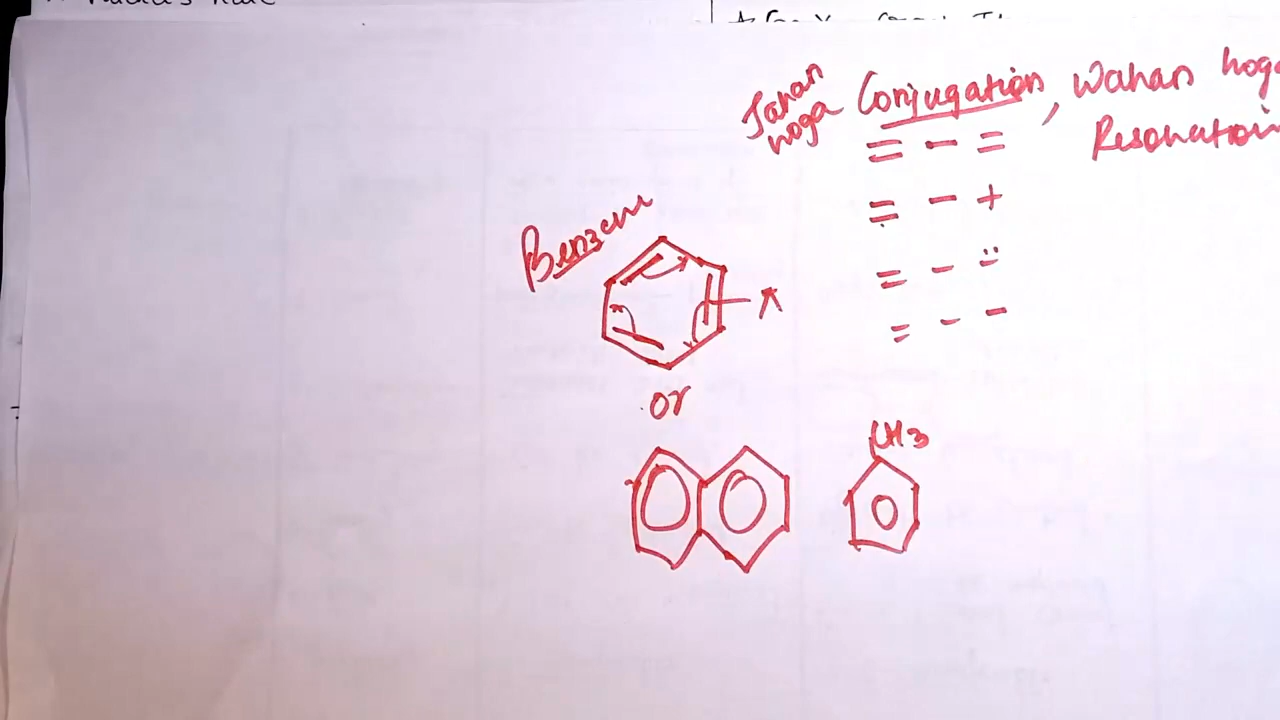 Jahan hoga Conjugation, Wahan hoga
Resonation
= - =
= - +
= - ..
= - -
Benzene
or
CH3